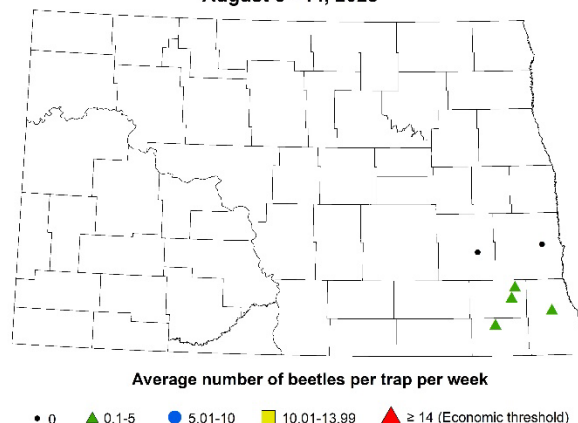 Average number of beetles per trap per week
0 0.1-5 5.01-10 10.01-13.99 ≥ 14 (Economic threshold)